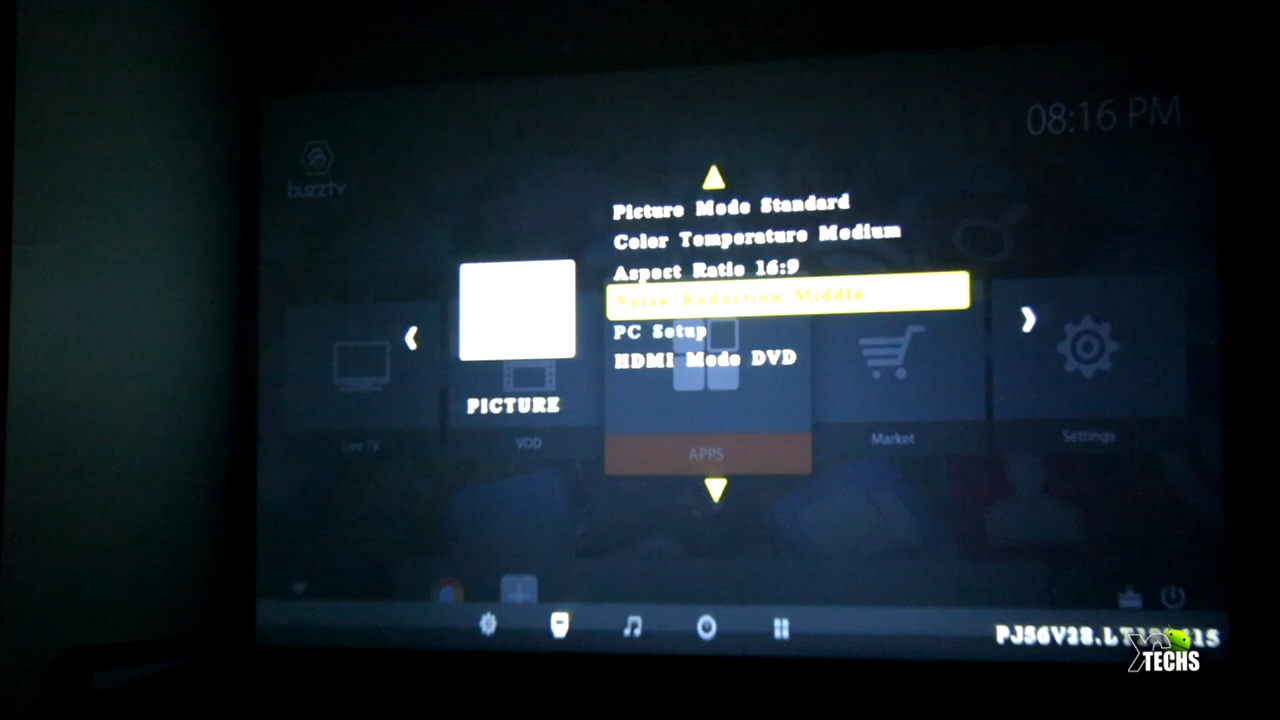 08:16 PM
buzztv
Picture Mode Standard
Color Temperature Medium
Aspect Ratio 16:9
Noise Reduction Middle
PC Setup
HDMI Mode DVD
PICTURE
Live TV
VOD
APPS
Market
Settings
TECHS